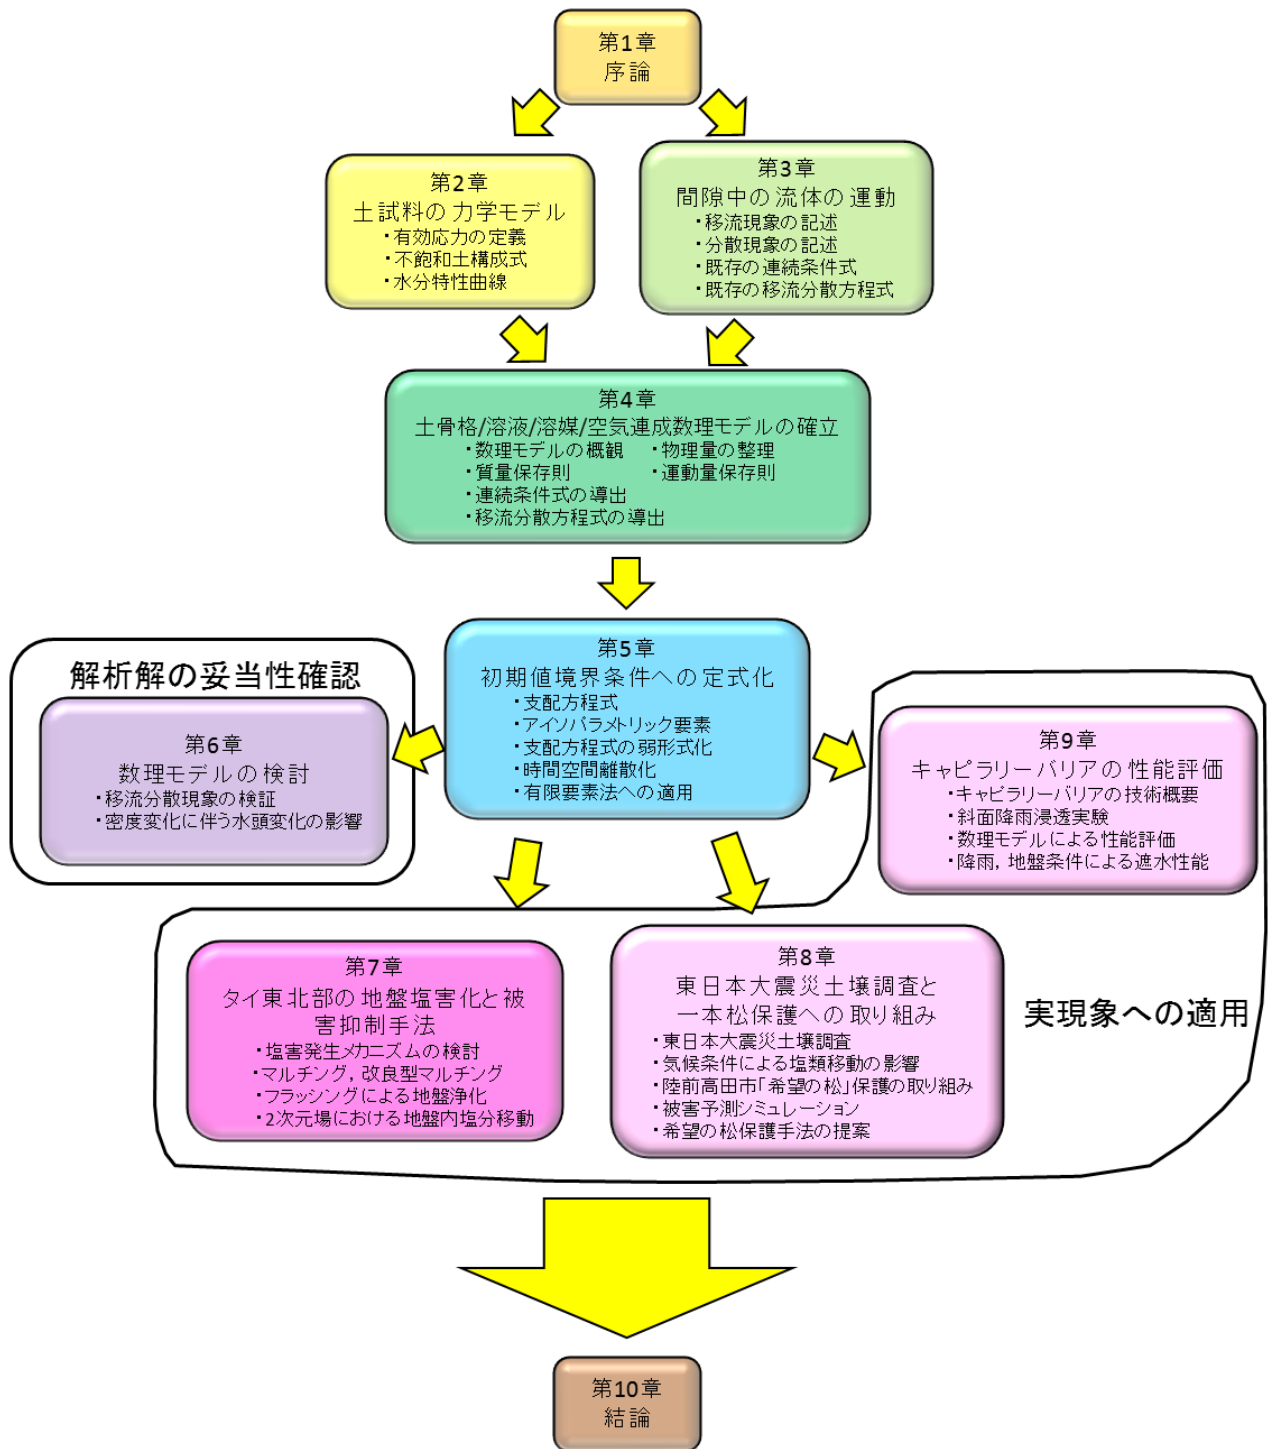 第1章
序論
第2章
土試料の力学モデル
・有効応力の定義
・不飽和土構成式
・水分特性曲線
第3章
間隙中の流体の運動
・移流現象の記述
・分散現象の記述
・既存の連続条件式
・既存の移流分散方程式
第4章
土骨格/溶液/溶媒/空気連成数理モデルの確立
・数理モデルの概観 ・物理量の整理
・質量保存則 ・運動量保存則
・連続条件式の導出
・移流分散方程式の導出
第5章
初期値境界条件への定式化
・支配方程式
・アイソパラメトリック要素
・支配方程式の弱形式化
・時間空間離散化
・有限要素法への適用
解析解の妥当性確認
第6章
数理モデルの検討
・移流分散現象の検証
・密度変化に伴う水頭変化の影響
第9章
キャピラリーバリアの性能評価
・キャピラリーバリアの技術概要
・斜面降雨浸透実験
・数理モデルによる性能評価
・降雨, 地盤条件による遮水性能
第7章
タイ東北部の地盤塩害化と被
害抑制手法
・塩害発生メカニズムの検討
・マルチング, 改良型マルチング
・フラッシングによる地盤浄化
・2次元場における地盤内塩分移動
第8章
東日本大震災土壌調査と
一本松保護への取り組み
・東日本大震災土壌調査
・気候条件による塩類移動の影響
・陸前高田市「希望の松」保護の取り組み
・被害予測シミュレーション
・希望の松保護手法の提案
実現象への適用
第10章
結論